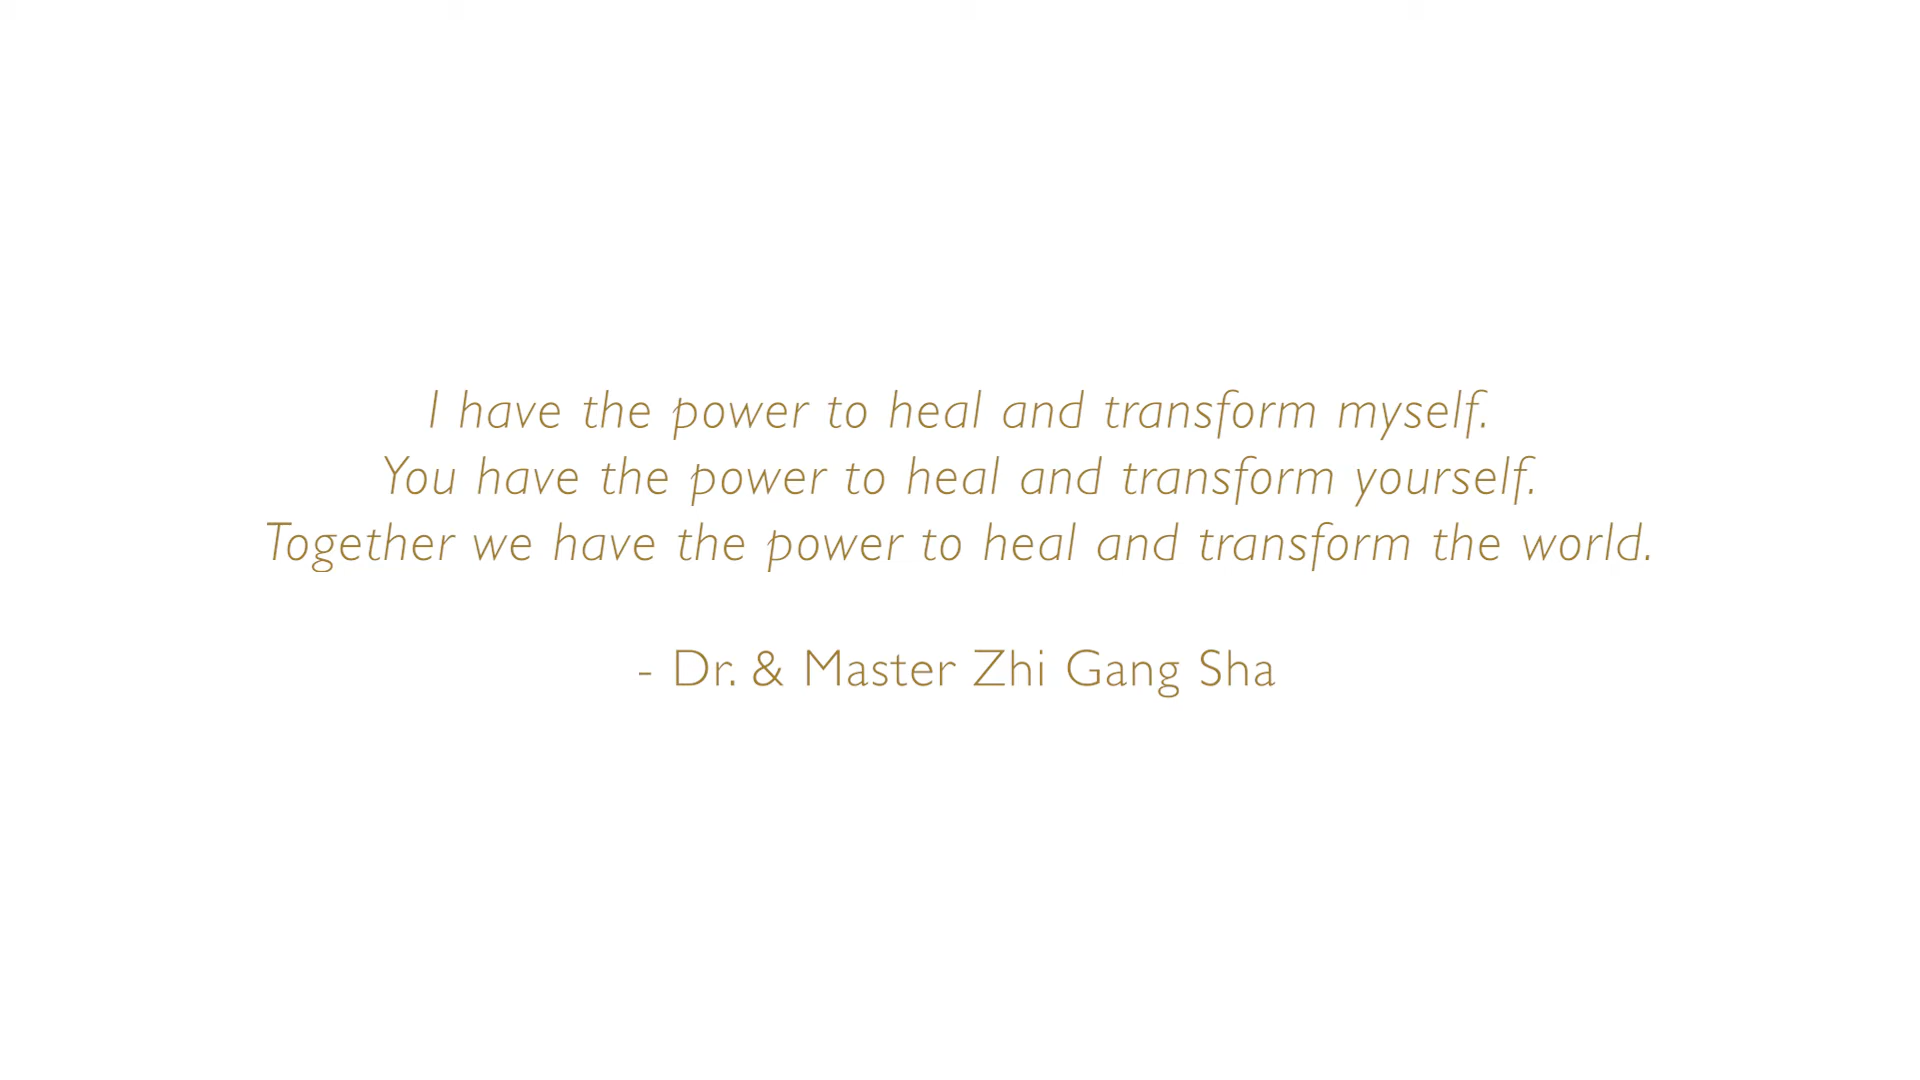 I have the power to heal and transform myself.
You have the power to heal and transform yourself.
Together we have the power to heal and transform the world.
- Dr. & Master Zhi Gang Sha